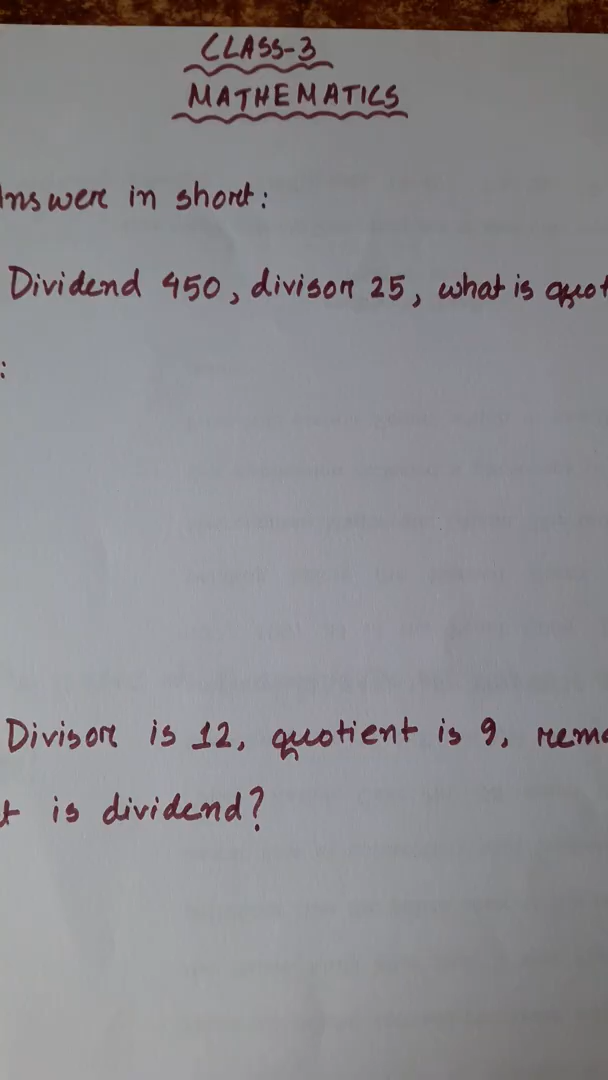 CLASS-3
MATHEMATICS
Answer in short:
Dividend 450, divisor 25, what is quot
:
Divisor is 12, quotient is 9, rema
t is dividend?